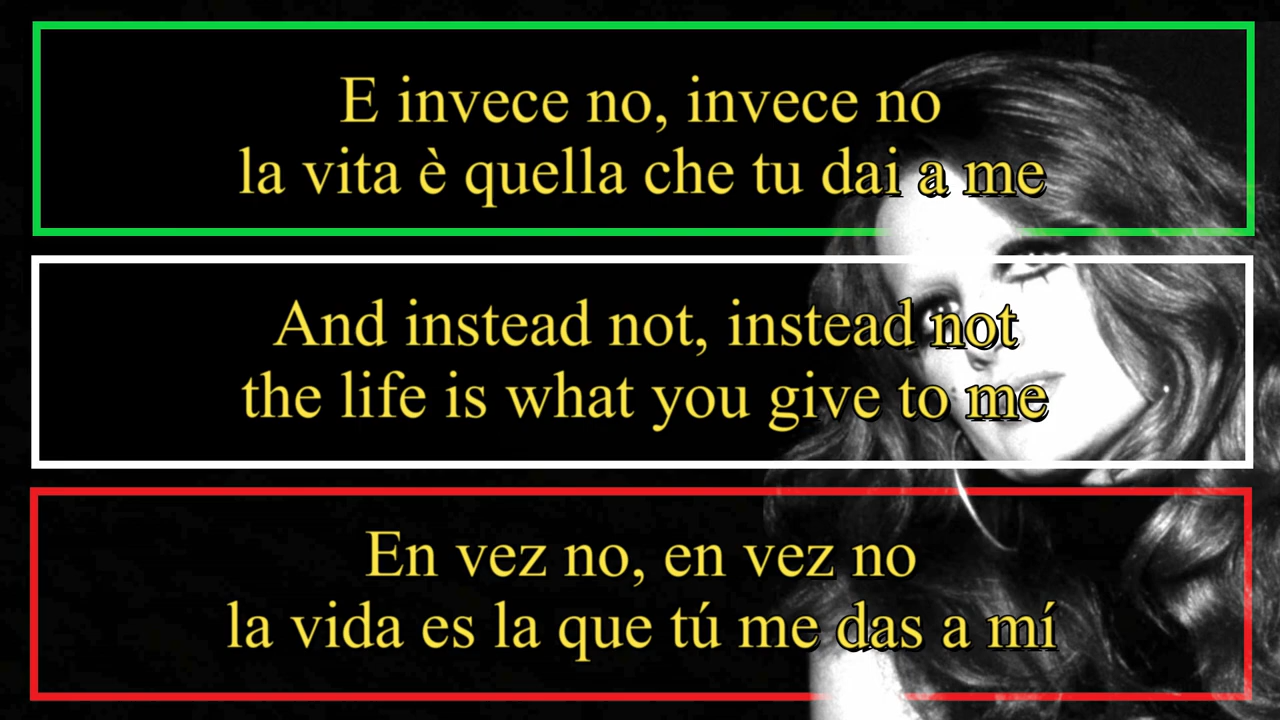 E invece no, invece no
la vita è quella che tu dai a me
And instead not, instead not
the life is what you give to me
En vez no, en vez no
la vida es la que tú me das a mí